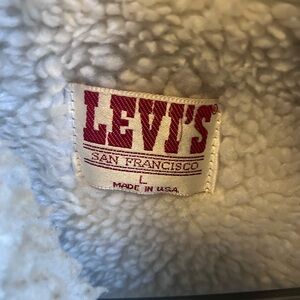 LEVI'S®
SAN FRANCISCO
L
MADE IN U.S.A.